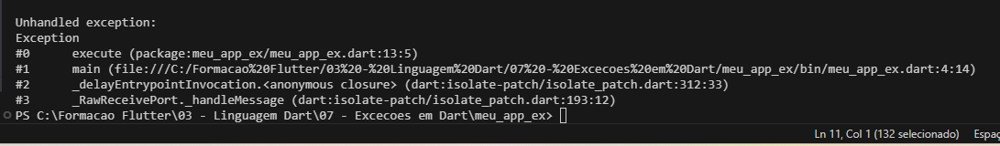 Unhandled exception:
Exception
#0      execute (package:meu_app_ex/meu_app_ex.dart:13:5)
#1      main (file:///C:/Formacao%20Flutter/03%20-%20Linguagem%20Dart/07%20-%20Excecoes%20em%20Dart/meu_app_ex/bin/meu_app_ex.dart:4:14)
#2      _delayEntrypointInvocation.<anonymous closure> (dart:isolate-patch/isolate_patch.dart:312:33)
#3      _RawReceivePort._handleMessage (dart:isolate-patch/isolate_patch.dart:193:12)
PS C:\Formacao Flutter\03 - Linguagem Dart\07 - Excecoes em Dart\meu_app_ex>
Ln 11, Col 1 (132 selecionado) Espaç